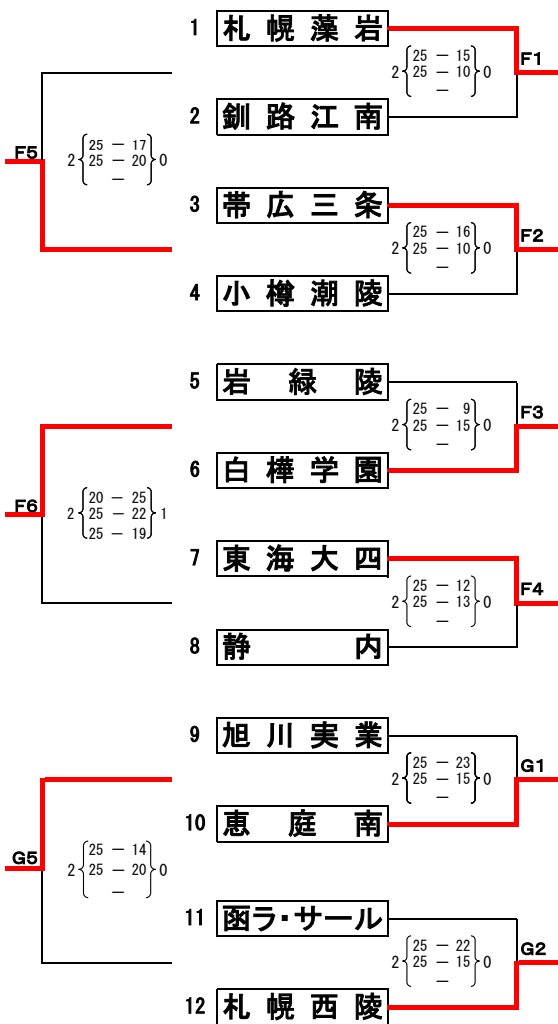 1 札幌藻岩
25 － 15
2 25 － 10 0
－
F1
2 釧路江南
F5
25 － 17
2 25 － 20 0
－
3 帯広三条
25 － 16
2 25 － 10 0
－
F2
4 小樽潮陵
5 岩緑陵
25 － 9
2 25 － 15 0
－
F3
6 白樺学園
F6
20 － 25
2 25 － 22 1
25 － 19
7 東海大四
25 － 12
2 25 － 13 0
－
F4
8 静内
9 旭川実業
25 － 23
2 25 － 15 0
－
G1
10 恵庭南
G5
25 － 14
2 25 － 20 0
－
11 函ラ・サール
25 － 22
2 25 － 15 0
－
G2
12 札幌西陵